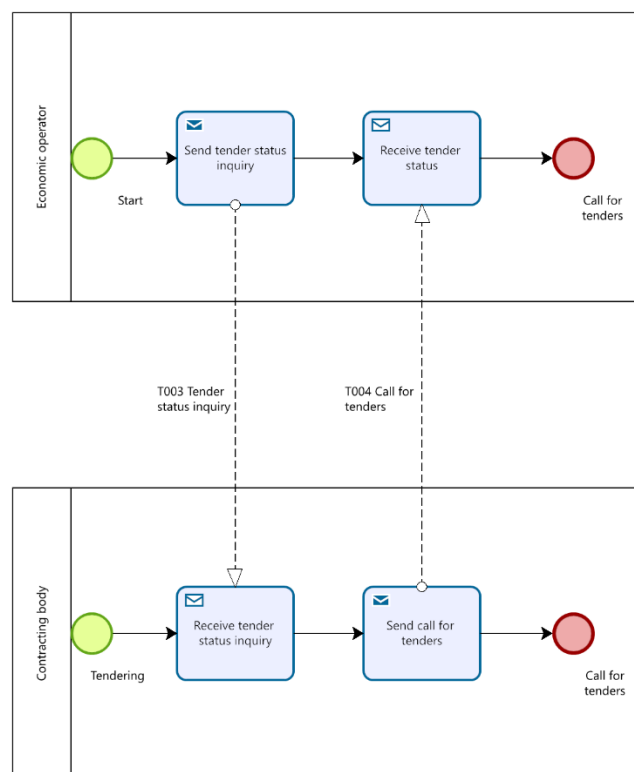 Economic operator
Send tender status
inquiry
Receive tender
status
Start
Call for
tenders
T003 Tender
status inquiry
T004 Call for
tenders
Contracting body
Receive tender
status inquiry
Send call for
tenders
Tendering
Call for
tenders